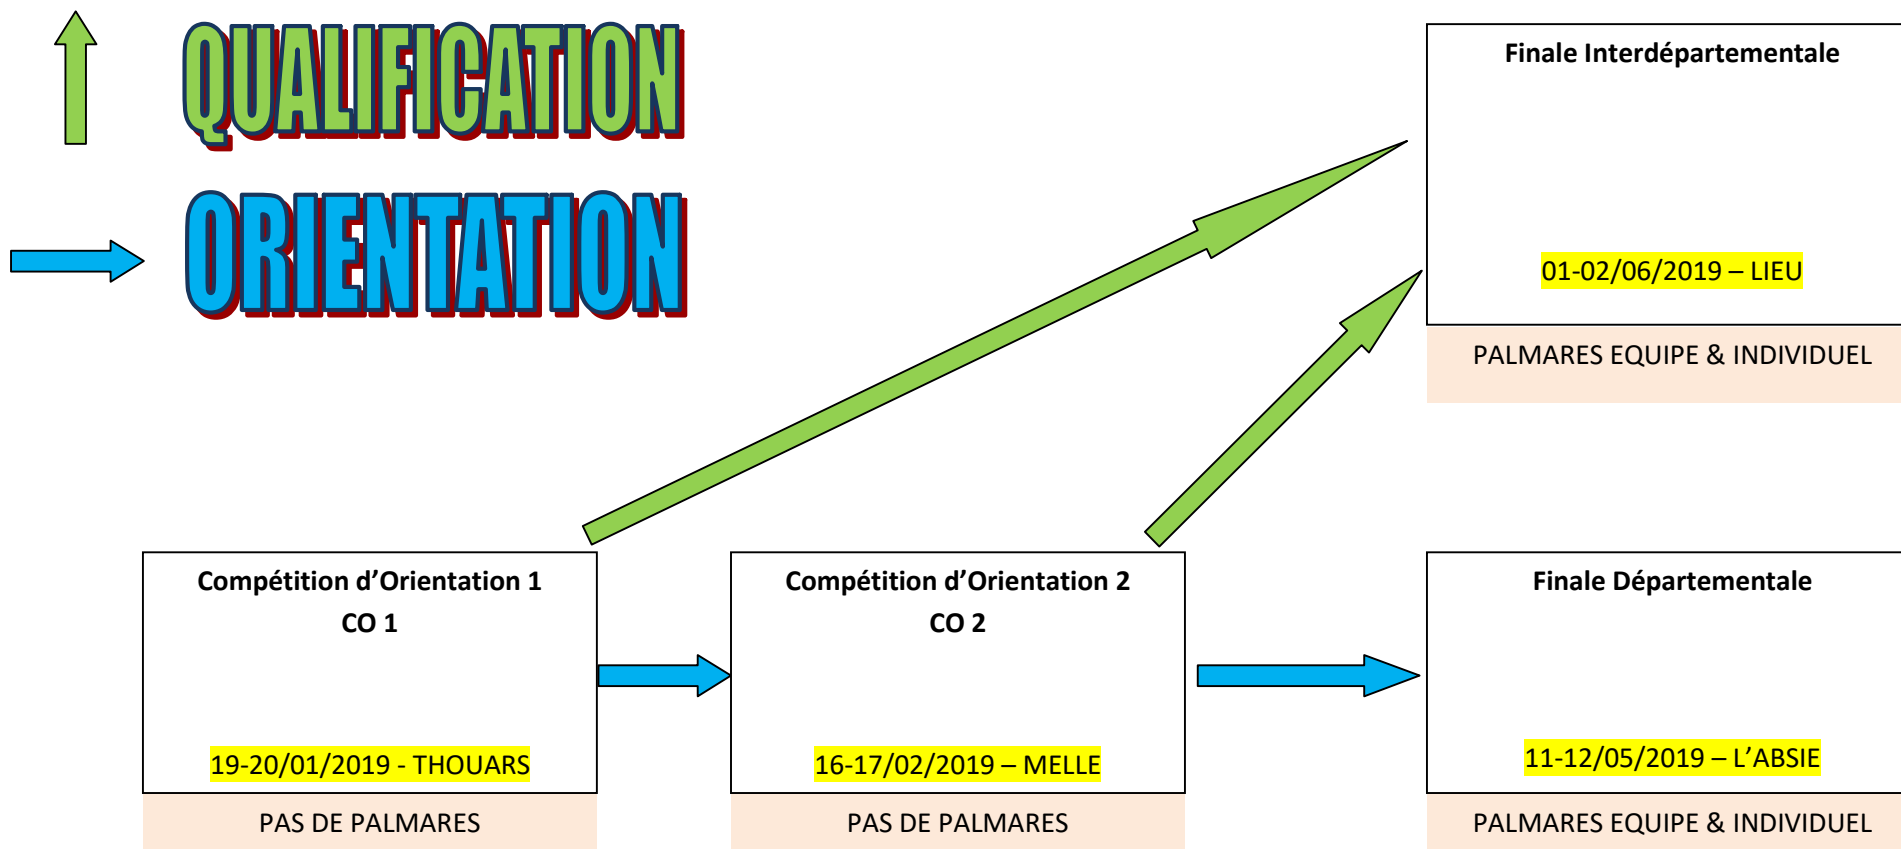 QUALIFICATION
ORIENTATION
Finale Interdépartementale
01-02/06/2019 – LIEU
PALMARES EQUIPE & INDIVIDUEL
Compétition d’Orientation 1
CO 1
19-20/01/2019 - THOUARS
PAS DE PALMARES
Compétition d’Orientation 2
CO 2
16-17/02/2019 – MELLE
PAS DE PALMARES
Finale Départementale
11-12/05/2019 – L’ABSIE
PALMARES EQUIPE & INDIVIDUEL